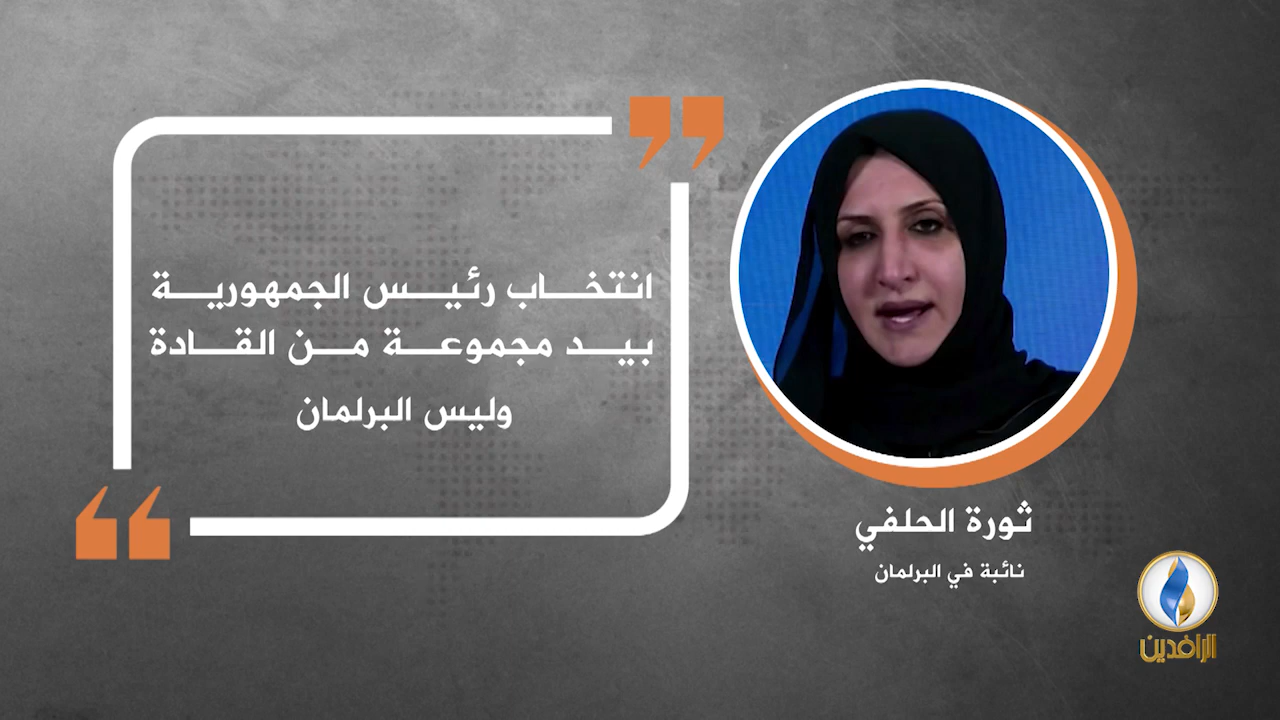 انتخاب رئيس الجمهورية
بيد مجموعة من القادة
وليس البرلمان
ثورة الحلفي
نائبة في البرلمان
الرافدين